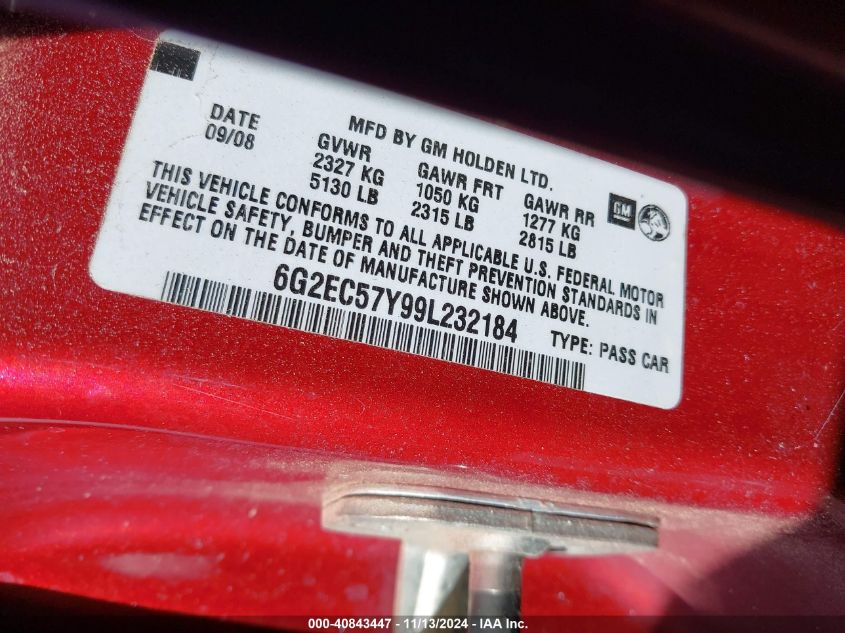 MFD BY GM HOLDEN LTD.
DATE
09/08
GVWR
2327 KG
5130 LB
GAWR FRT
1050 KG
2315 LB
GAWR RR
1277 KG
2815 LB
GM
THIS VEHICLE CONFORMS TO ALL APPLICABLE U.S. FEDERAL MOTOR
VEHICLE SAFETY, BUMPER AND THEFT PREVENTION STANDARDS IN
EFFECT ON THE DATE OF MANUFACTURE SHOWN ABOVE.
6G2EC57Y99L232184
TYPE: PASS CAR
000-40843447 - 11/13/2024 - IAA Inc.